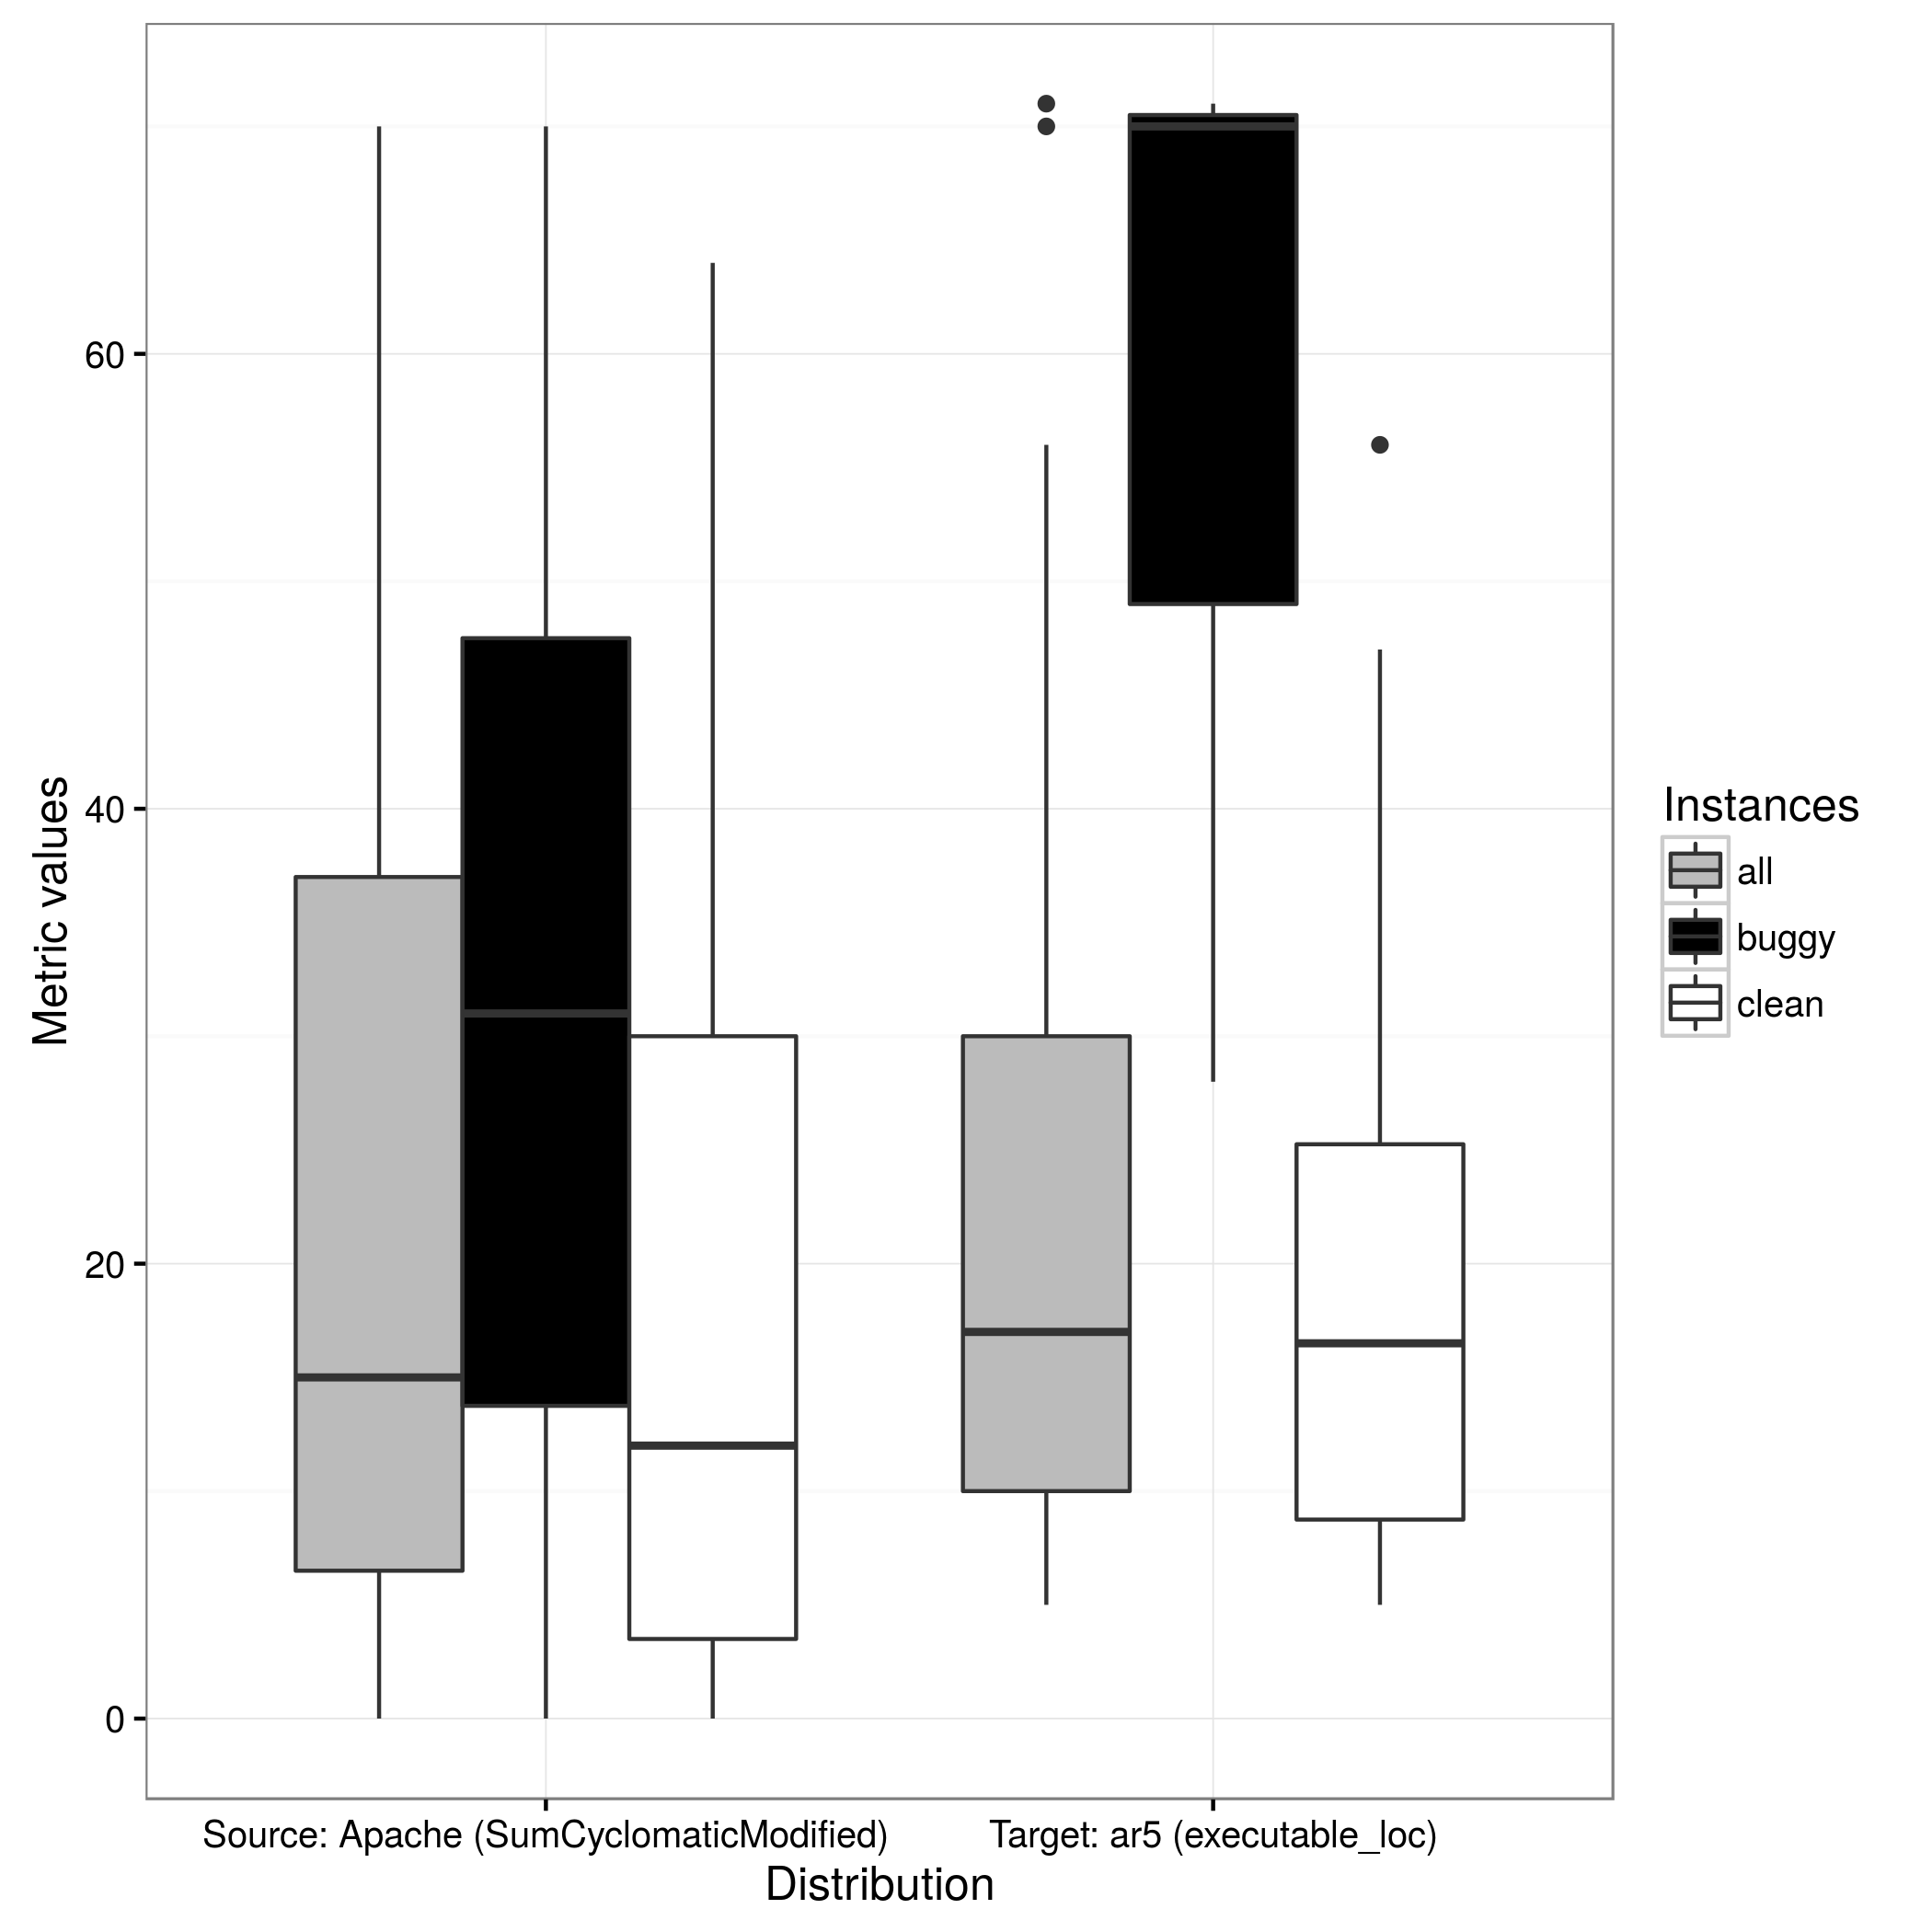 Metric values
60
40
20
0
Source: Apache (SumCyclomaticModified)
Target: ar5 (executable_loc)
Distribution
Instances
all
buggy
clean